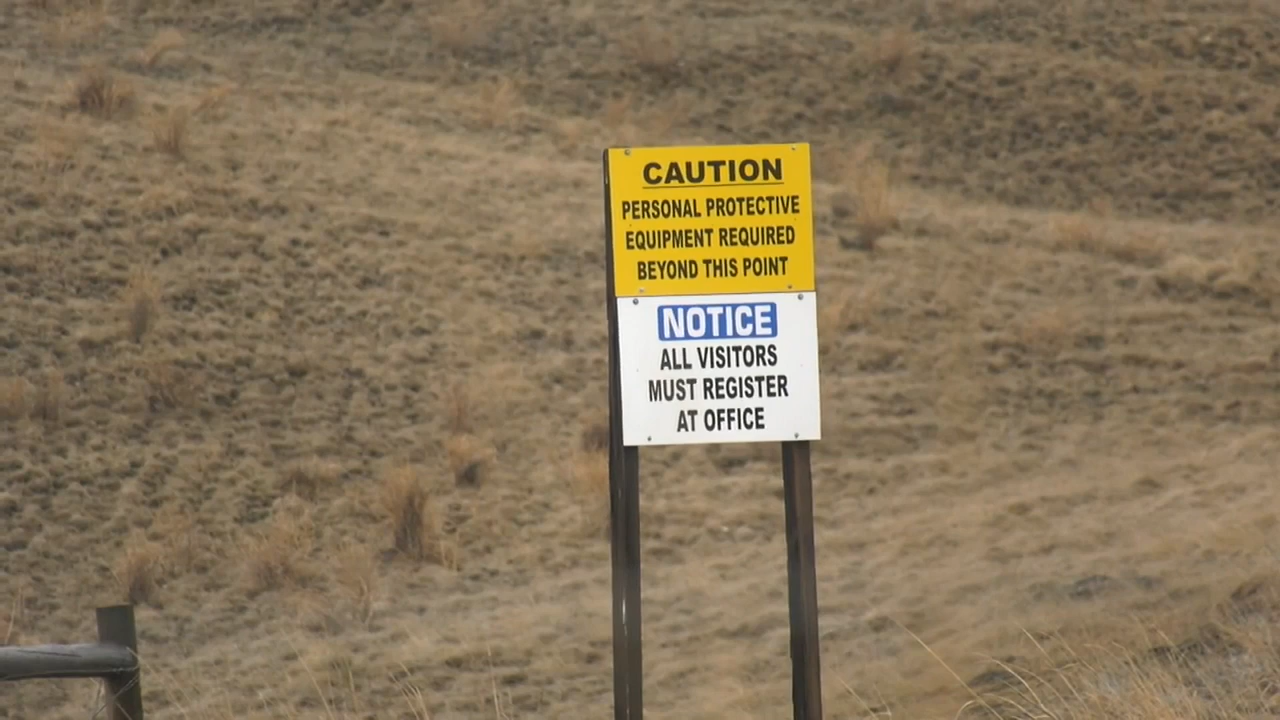 CAUTION
PERSONAL PROTECTIVE
EQUIPMENT REQUIRED
BEYOND THIS POINT
NOTICE
ALL VISITORS
MUST REGISTER
AT OFFICE